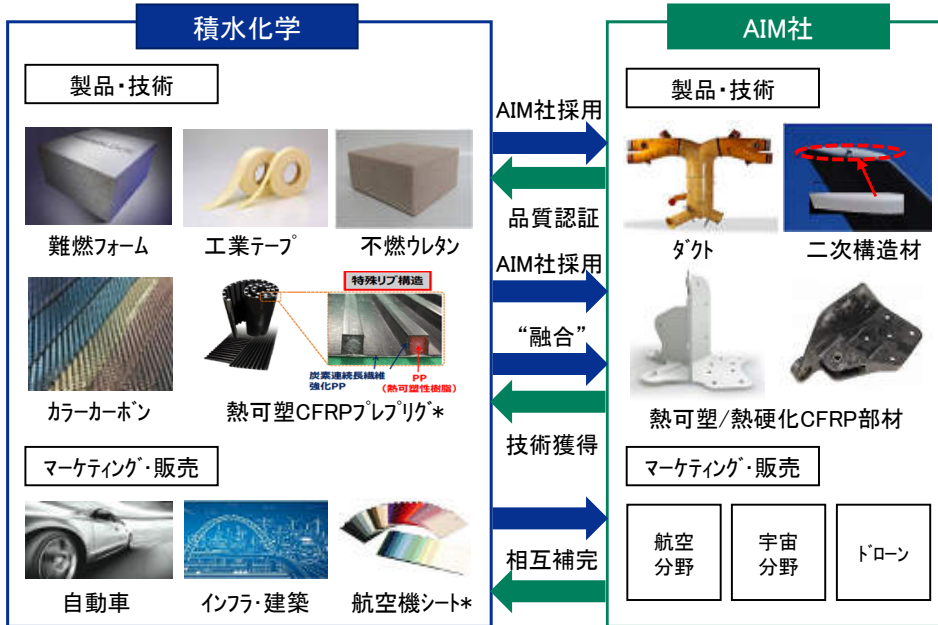 積水化学
製品・技術
難燃フォーム
工業テープ
不燃ウレタン
カラーカーボン
特殊リブ構造
炭素連続長繊維
強化PP
PP
(熱可塑性樹脂)
熱可塑CFRPプレプリグ*
マーケティング・販売
自動車
インフラ・建築
航空機シート*
AIM社採用
品質認証
AIM社採用
“融合”
技術獲得
相互補完
AIM社
製品・技術
ダクト
二次構造材
熱可塑/熱硬化CFRP部材
マーケティング・販売
航空
分野
宇宙
分野
ドローン